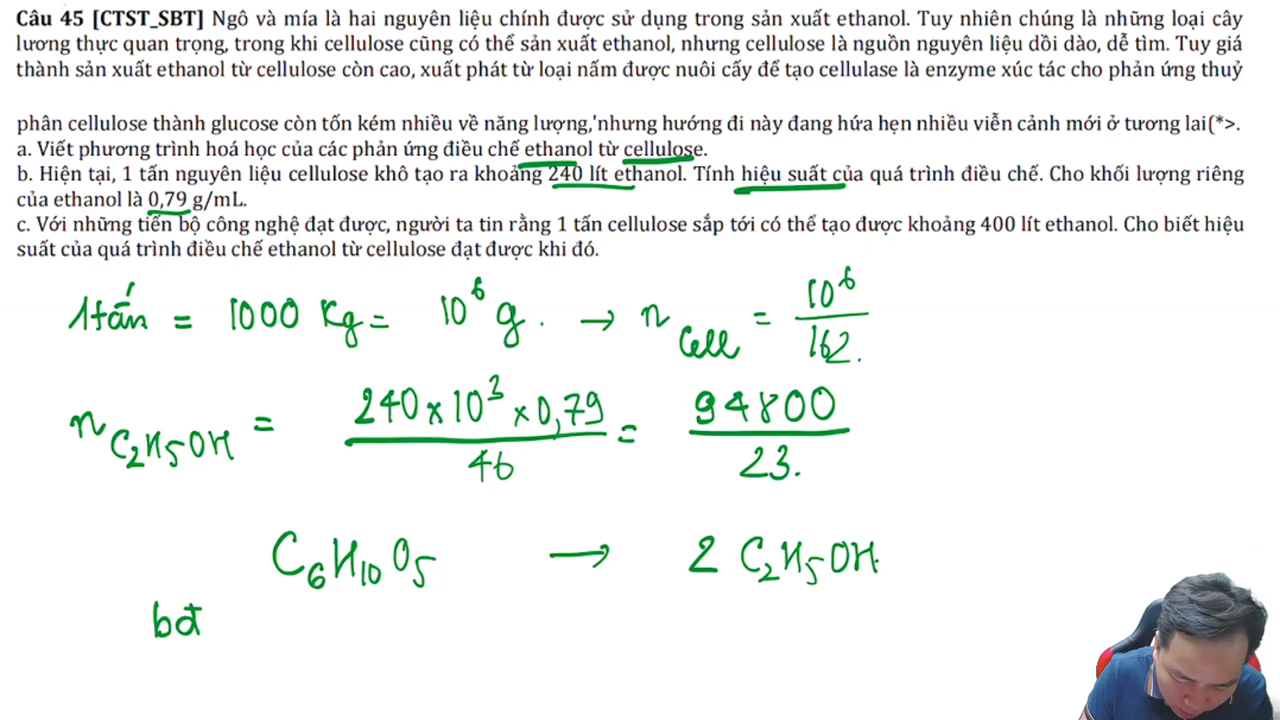 Câu 45 [CTST_SBT] Ngô và mía là hai nguyên liệu chính được sử dụng trong sản xuất ethanol. Tuy nhiên chúng là những loại cây
lương thực quan trọng, trong khi cellulose cũng có thể sản xuất ethanol, nhưng cellulose là nguồn nguyên liệu dồi dào, dễ tìm. Tuy giá
thành sản xuất ethanol từ cellulose còn cao, xuất phát từ loại nấm được nuôi cấy để tạo cellulase là enzyme xúc tác cho phản ứng thuỷ
phân cellulose thành glucose còn tốn kém nhiều về năng lượng,'nhưng hướng đi này đang hứa hẹn nhiều viễn cảnh mới ở tương lai(*>.
a. Viết phương trình hoá học của các phản ứng điều chế ethanol từ cellulose.
b. Hiện tại, 1 tấn nguyên liệu cellulose khô tạo ra khoảng 240 lít ethanol. Tính hiệu suất của quá trình điều chế. Cho khối lượng riêng
của ethanol là 0,79 g/mL.
c. Với những tiến bộ công nghệ đạt được, người ta tin rằng 1 tấn cellulose sắp tới có thể tạo được khoảng 400 lít ethanol. Cho biết hiệu
suất của quá trình điều chế ethanol từ cellulose đạt được khi đó.
1 tấn = 1000 Kg = 10⁶ g. → n Cell = 10⁶/162.
n C₂H₅OH = 240 × 10³ × 0,79 / 46 = 94800/23.
C₆H₁₀O₅ → 2 C₂H₅OH.
bđ